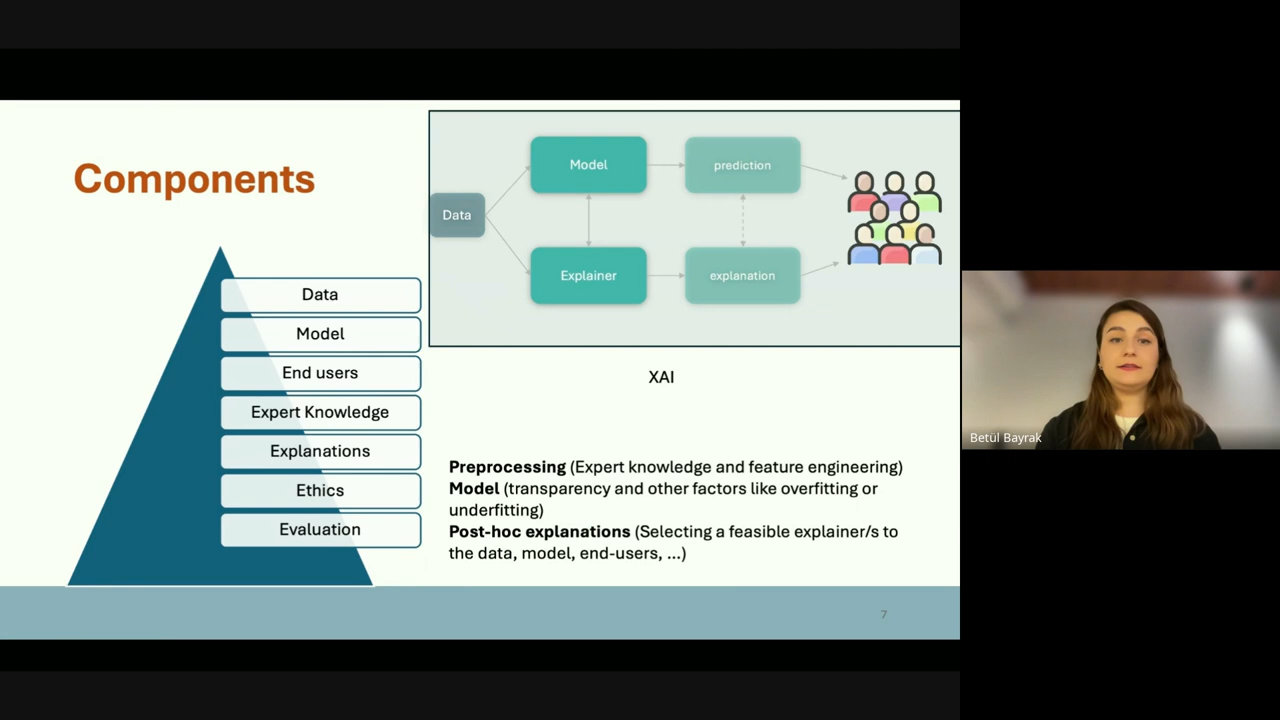 Components
Data
Model
End users
Expert Knowledge
Explanations
Ethics
Evaluation
Data
Model
prediction
Explainer
explanation
XAI
Preprocessing (Expert knowledge and feature engineering)
Model (transparency and other factors like overfitting or
underfitting)
Post-hoc explanations (Selecting a feasible explainer/s to
the data, model, end-users, ...)
7
Betül Bayrak